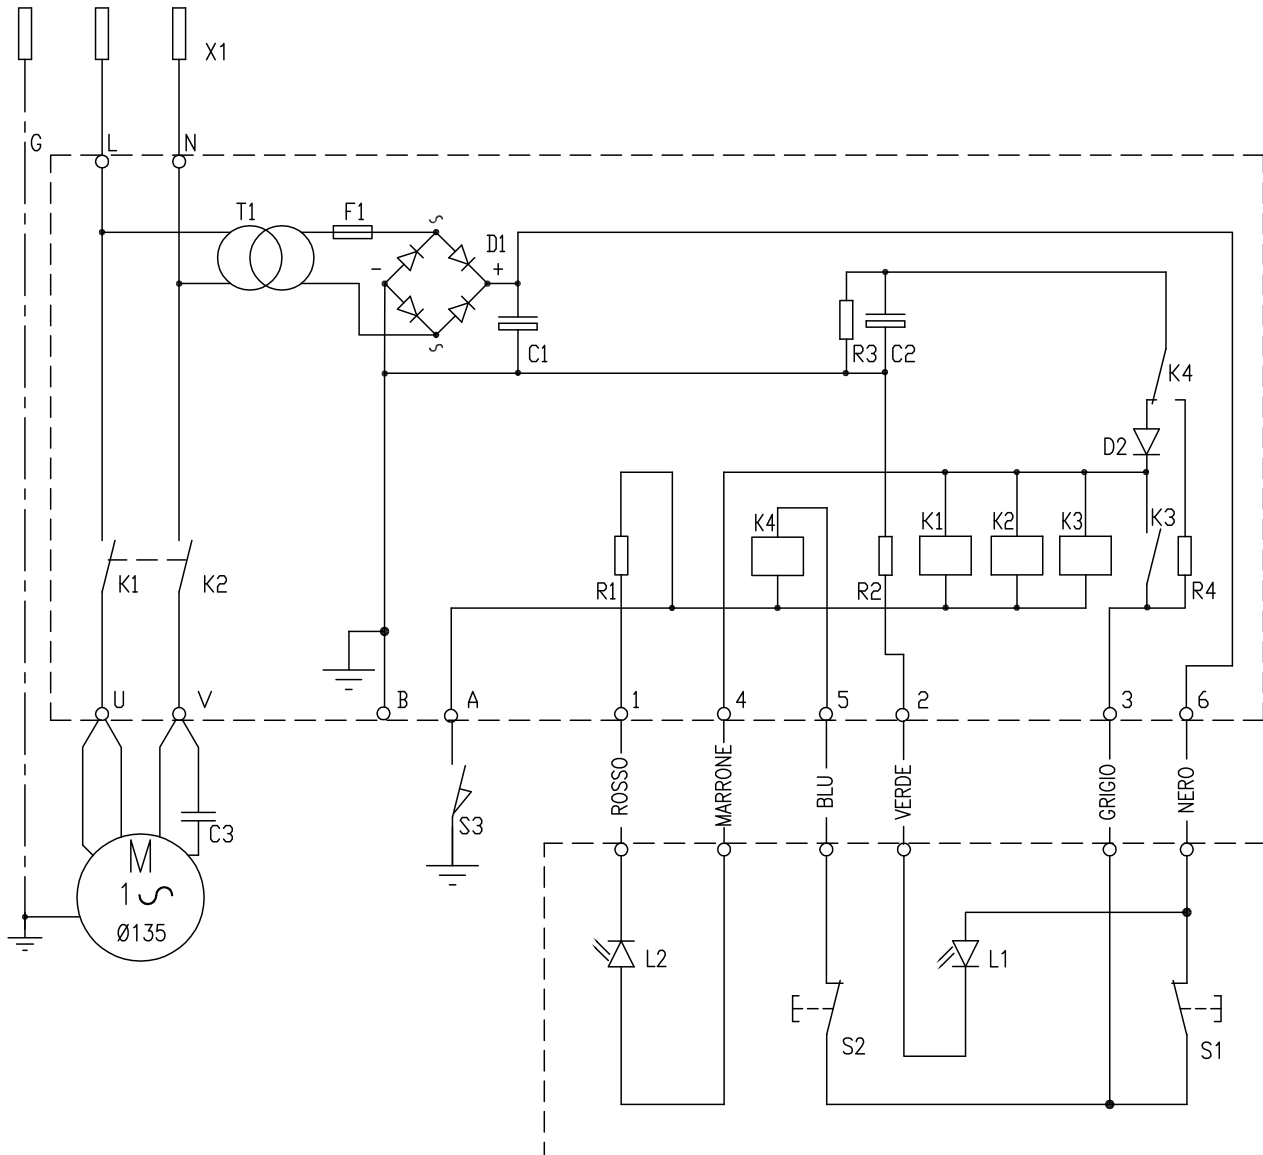 X1
G L N
T1 F1 ~ D1
- +
~ C1 R3 C2
K4
D2
K4 K1 K2 K3 K3
K1 K2 R1 R2 R4
U V B A 1 4 5 2 3 6
ROSSO MARRONE BLU VERDE GRIGIO NERO
C3 S3
M
1 ~
Ø135
L2 L1
S2 S1